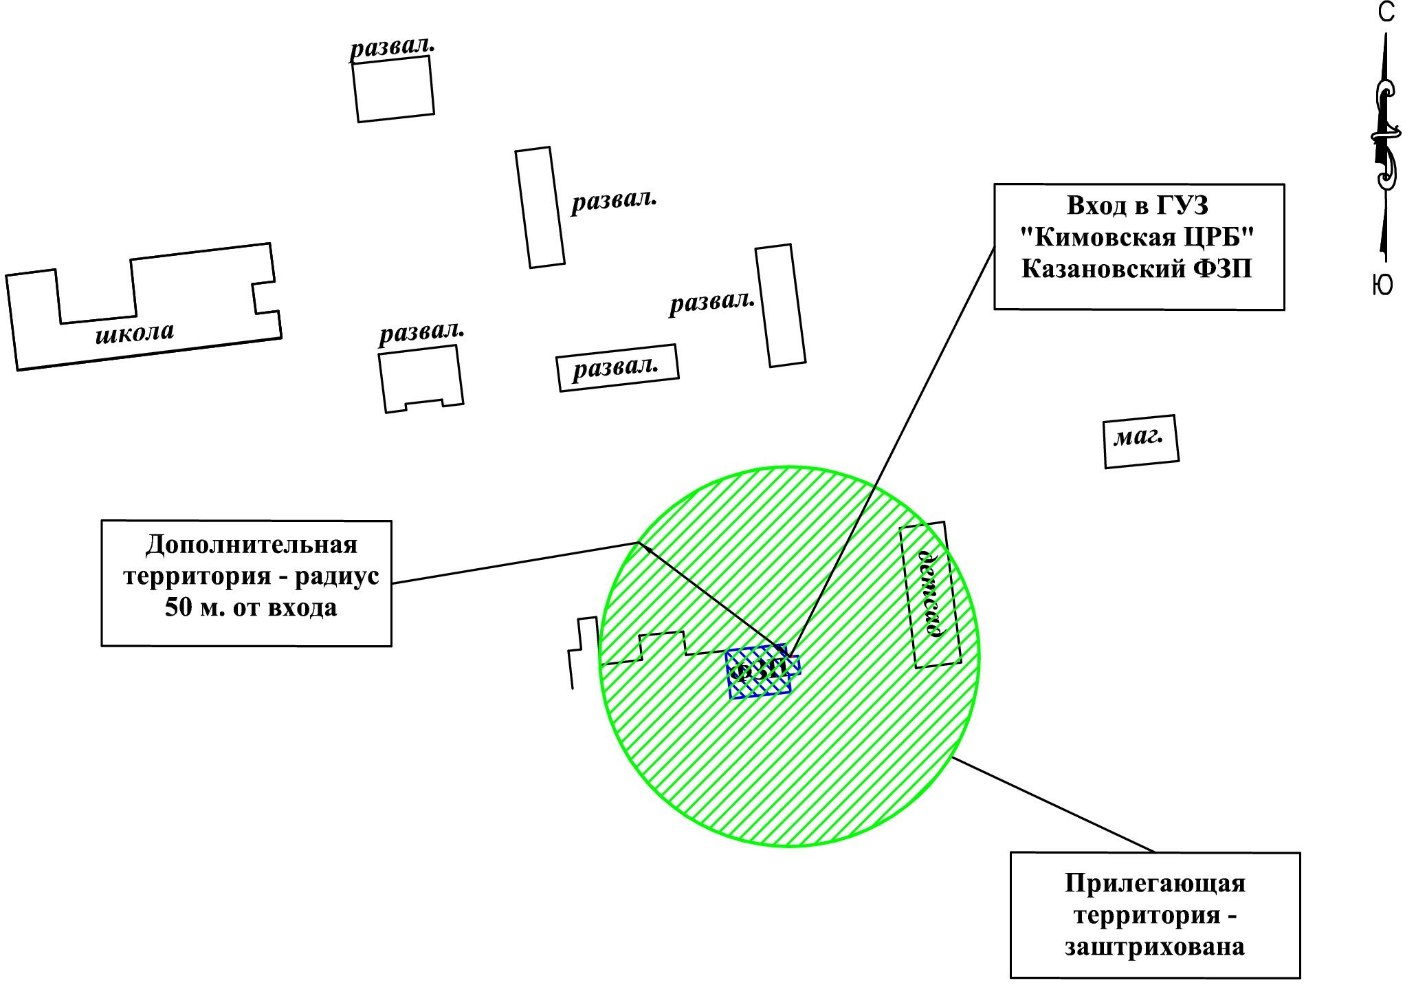 С
развал.
развал.
Вход в ГУЗ
"Кимовская ЦРБ"
Казановский ФЗП
Ю
развал.
школа
развал.
развал.
маг.
Дополнительная
территория - радиус
50 м. от входа
детсад
ФЗП
Прилегающая
территория -
заштрихована